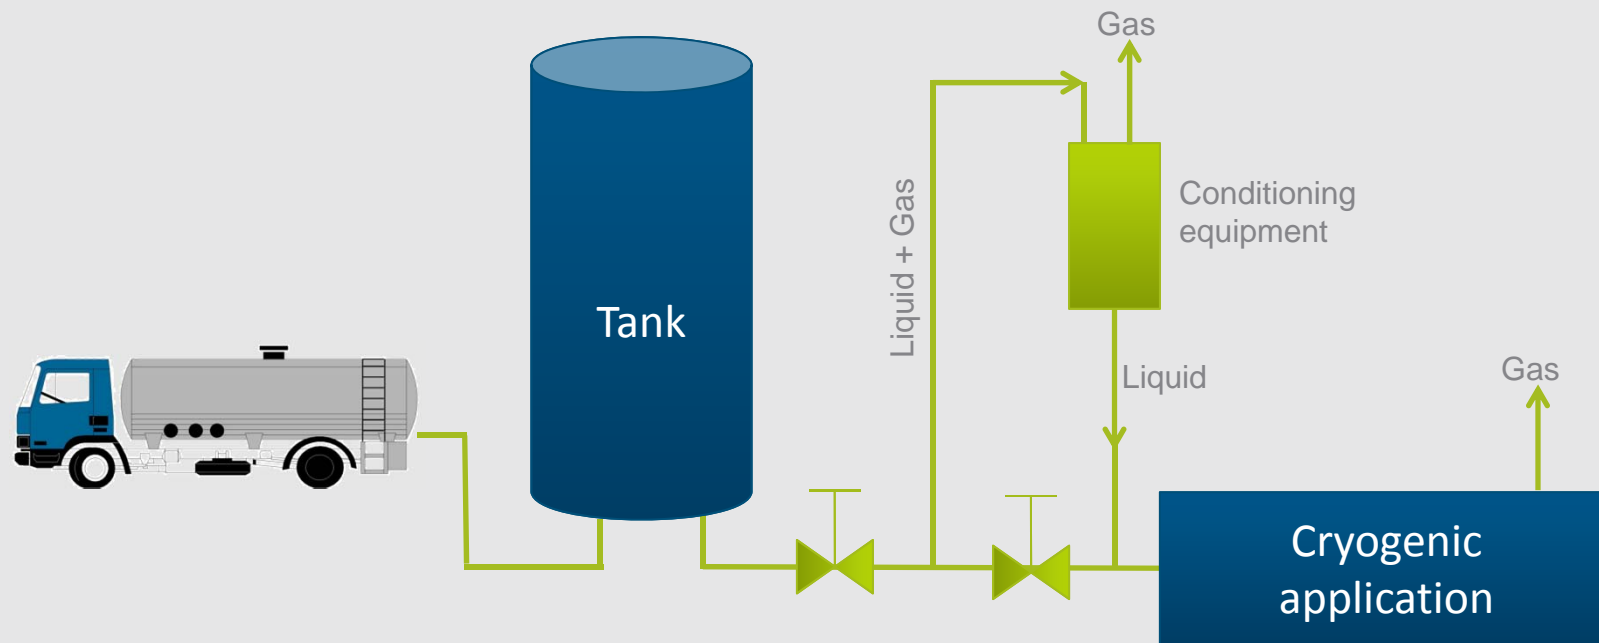 Gas
Conditioning
equipment
Liquid + Gas
Tank
Liquid
Gas
Cryogenic
application